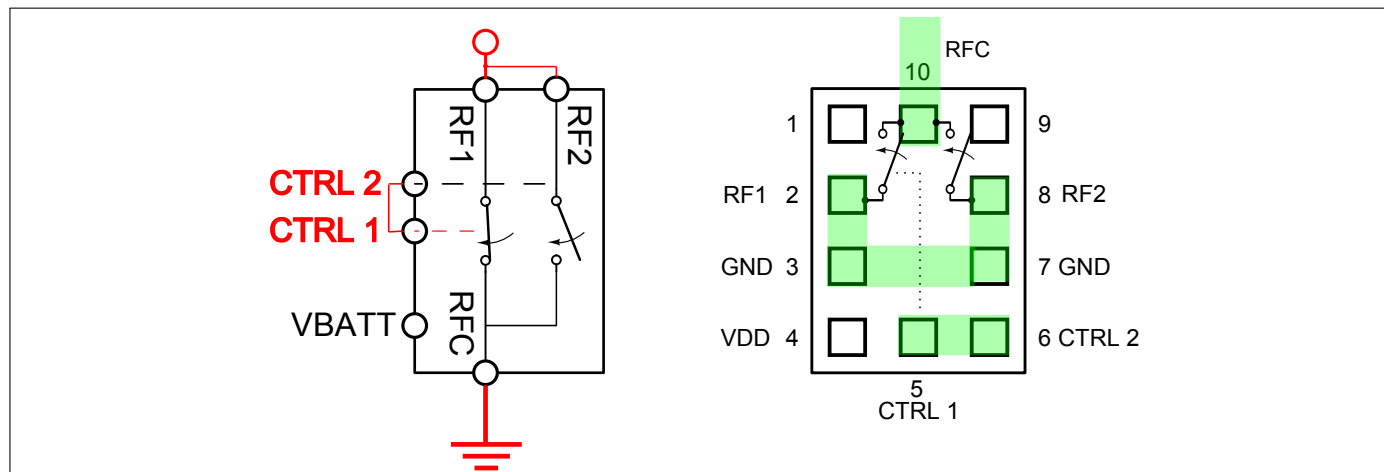 RF1
RF2
CTRL 2
CTRL 1
VBATT
RFC
RFC
10
1
9
RF1 2
8 RF2
GND 3
7 GND
VDD 4
6 CTRL 2
5
CTRL 1